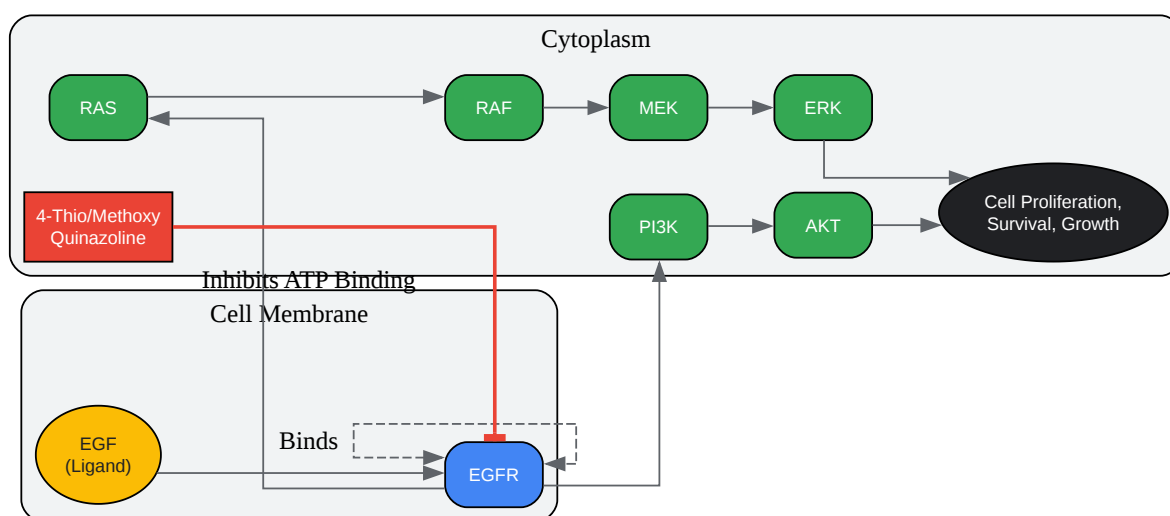 Cytoplasm
RAS
RAF
MEK
ERK
4-Thio/Methoxy
Quinazoline
PI3K
AKT
Cell Proliferation,
Survival, Growth
Inhibits ATP Binding
Cell Membrane
EGF
(Ligand)
Binds
EGFR